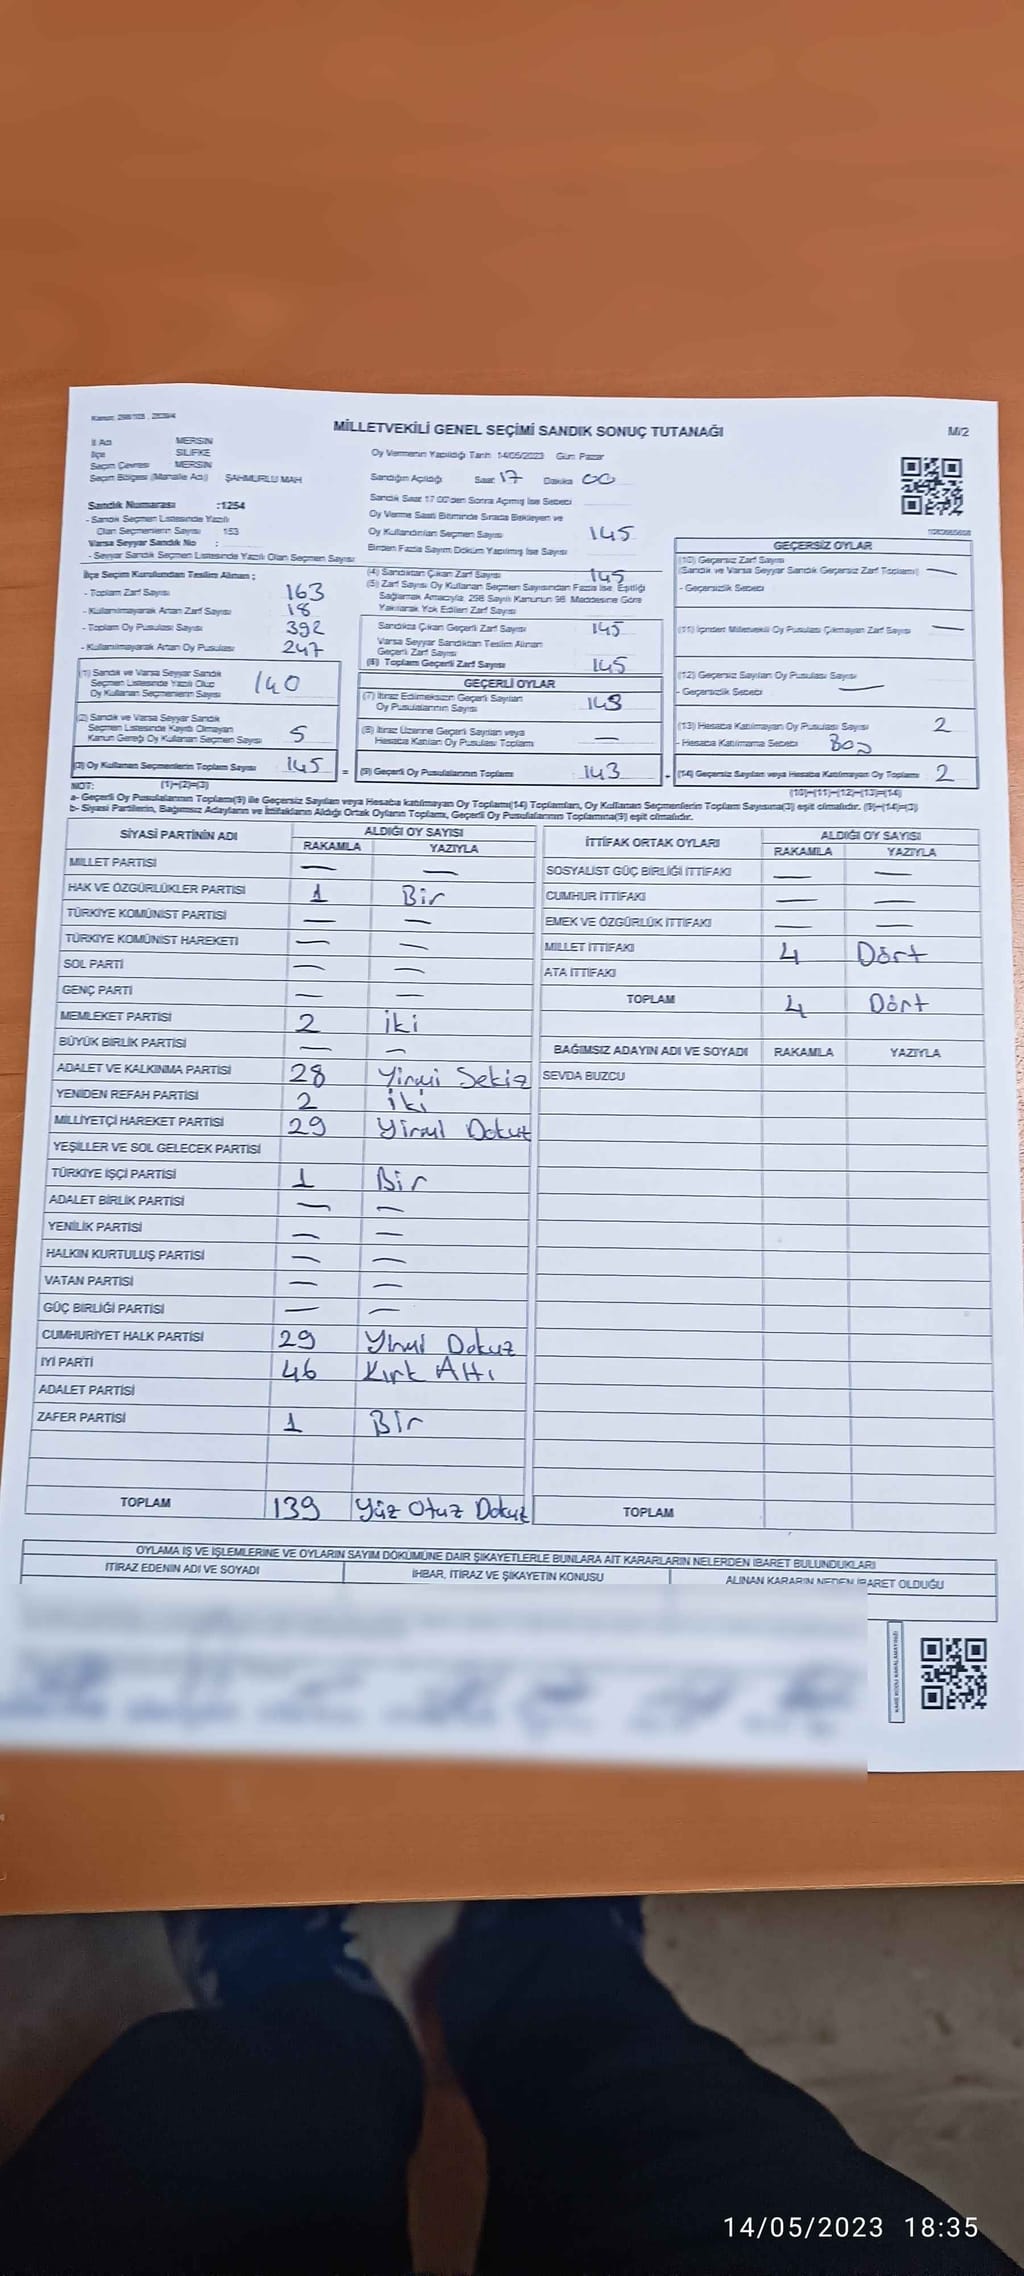 Kanun: 298/105 , 2839/4
MİLLETVEKİLİ GENEL SEÇİMİ SANDIK SONUÇ TUTANAĞI
M/2
İl Adı MERSİN
İlçe SİLİFKE
Seçim Çevresi MERSİN
Seçim Bölgesi (Mahalle Adı) ŞAHMURLU MAH
Oy Vermenin Yapıldığı Tarih 14/05/2023 Gün Pazar
Sandığın Açıldığı Saat 17 Dakika 00
Sandık Saat 17:00'den Sonra Açılmış İse Sebebi
Oy Verme Saati Bitiminde Sırada Bekleyen ve
Oy Kullandırılan Seçmen Sayısı 145
Birden Fazla Sayım Döküm Yapılmış İse Sayısı
Sandık Numarası :1254
- Sandık Seçmen Listesinde Yazılı
Olan Seçmenlerin Sayısı : 153
Varsa Seyyar Sandık No :
- Seyyar Sandık Seçmen Listesinde Yazılı Olan Seçmen Sayısı
İlçe Seçim Kurulundan Teslim Alınan ;
- Toplam Zarf Sayısı 163
- Kullanılmayarak Artan Zarf Sayısı 18
- Toplam Oy Pusulası Sayısı 392
- Kullanılmayarak Artan Oy Pusulası 247
(1) Sandık ve Varsa Seyyar Sandık
Seçmen Listesinde Yazılı Olup
Oy Kullanan Seçmenlerin Sayısı 140
(2) Sandık ve Varsa Seyyar Sandık
Seçmen Listesinde Kayıtlı Olmayan
Kanun Gereği Oy Kullanan Seçmen Sayısı 5
(3) Oy Kullanan Seçmenlerin Toplam Sayısı 145
(1)+(2)=(3)
(4) Sandıktan Çıkan Zarf Sayısı 145
(5) Zarf Sayısı Oy Kullanan Seçmen Sayısından Fazla İse, Eşitliği
Sağlamak Amacıyla, 298 Sayılı Kanunun 98. Maddesine Göre
Yakılarak Yok Edilen Zarf Sayısı
Sandıkta Çıkan Geçerli Zarf Sayısı 145
Varsa Seyyar Sandıktan Teslim Alınan
Geçerli Zarf Sayısı
(6) Toplam Geçerli Zarf Sayısı 145
GEÇERLİ OYLAR
(7) İtiraz Edilmeksizin Geçerli Sayılan
Oy Pusulalarının Sayısı 143
(8) İtiraz Üzerine Geçerli Sayılan veya
Hesaba Katılan Oy Pusulası Toplamı —
= (9) Geçerli Oy Pusulalarının Toplamı 143
GEÇERSİZ OYLAR
(10) Geçersiz Zarf Sayısı
(Sandık ve Varsa Seyyar Sandık Geçersiz Zarf Toplamı) —
- Geçersizlik Sebebi
(11) İçinden Milletvekili Oy Pusulası Çıkmayan Zarf Sayısı —
(12) Geçersiz Sayılan Oy Pusulası Sayısı
- Geçersizlik Sebebi —
(13) Hesaba Katılmayan Oy Pusulası Sayısı 2
- Hesaba Katılmama Sebebi Boş
+ (14) Geçersiz Sayılan veya Hesaba Katılmayan Oy Toplamı 2
(10)+(11)+(12)+(13)=(14)
NOT:
a- Geçerli Oy Pusulalarının Toplamı(9) ile Geçersiz Sayılan veya Hesaba katılmayan Oy Toplamı(14) Toplamları, Oy Kullanan Seçmenlerin Toplam Sayısına(3) eşit olmalıdır. (9)+(14)=(3)
b- Siyasi Partilerin, Bağımsız Adayların ve İttifakların Aldığı Ortak Oyların Toplamı, Geçerli Oy Pusulalarının Toplamına(9) eşit olmalıdır.
SİYASİ PARTİNİN ADI ALDIĞI OY SAYISI
RAKAMLA YAZIYLA
MİLLET PARTİSİ — —
HAK VE ÖZGÜRLÜKLER PARTİSİ 1 Bir
TÜRKİYE KOMÜNİST PARTİSİ — —
TÜRKİYE KOMÜNİST HAREKETİ — —
SOL PARTİ — —
GENÇ PARTİ — —
MEMLEKET PARTİSİ 2 iki
BÜYÜK BİRLİK PARTİSİ — —
ADALET VE KALKINMA PARTİSİ 28 Yirmi Sekiz
YENİDEN REFAH PARTİSİ 2 iki
MİLLİYETÇİ HAREKET PARTİSİ 29 Yirmi Dokuz
YEŞİLLER VE SOL GELECEK PARTİSİ
TÜRKİYE İŞÇİ PARTİSİ 1 Bir
ADALET BİRLİK PARTİSİ — —
YENİLİK PARTİSİ — —
HALKIN KURTULUŞ PARTİSİ — —
VATAN PARTİSİ — —
GÜÇ BİRLİĞİ PARTİSİ — —
CUMHURİYET HALK PARTİSİ 29 Yirmi Dokuz
İYİ PARTİ 46 Kırk Altı
ADALET PARTİSİ
ZAFER PARTİSİ 1 Bir
TOPLAM 139 Yüz Otuz Dokuz
İTTİFAK ORTAK OYLARI ALDIĞI OY SAYISI
RAKAMLA YAZIYLA
SOSYALİST GÜÇ BİRLİĞİ İTTİFAKI — —
CUMHUR İTTİFAKI — —
EMEK VE ÖZGÜRLÜK İTTİFAKI — —
MİLLET İTTİFAKI 4 Dört
ATA İTTİFAKI
TOPLAM 4 Dört
BAĞIMSIZ ADAYIN ADI VE SOYADI RAKAMLA YAZIYLA
SEVDA BUZCU
TOPLAM
OYLAMA İŞ VE İŞLEMLERİNE VE OYLARIN SAYIM DÖKÜMÜNE DAİR ŞİKAYETLERLE BUNLARA AİT KARARLARIN NELERDEN İBARET BULUNDUKLARI
İTİRAZ EDENİN ADI VE SOYADI İHBAR, İTİRAZ VE ŞİKAYETİN KONUSU ALINAN KARARIN NEDEN İBARET OLDUĞU
14/05/2023 18:35